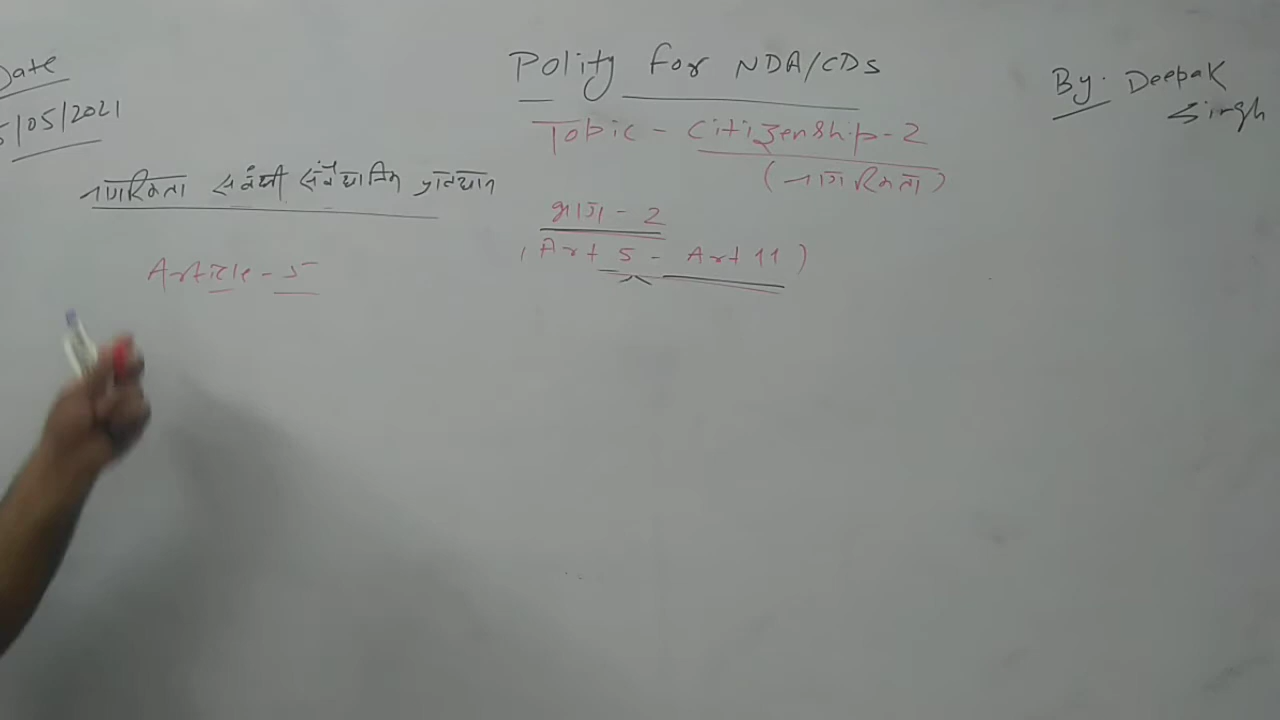 Date
5/05/2021
Polity for NDA/CDS
By: Deepak
Singh
Topic - Citizenship-2
(नागरिकता)
नागरिकता संबंधी संवैधानिक प्रावधान
भाग - 2
(Art 5 - Art 11)
Article - 5